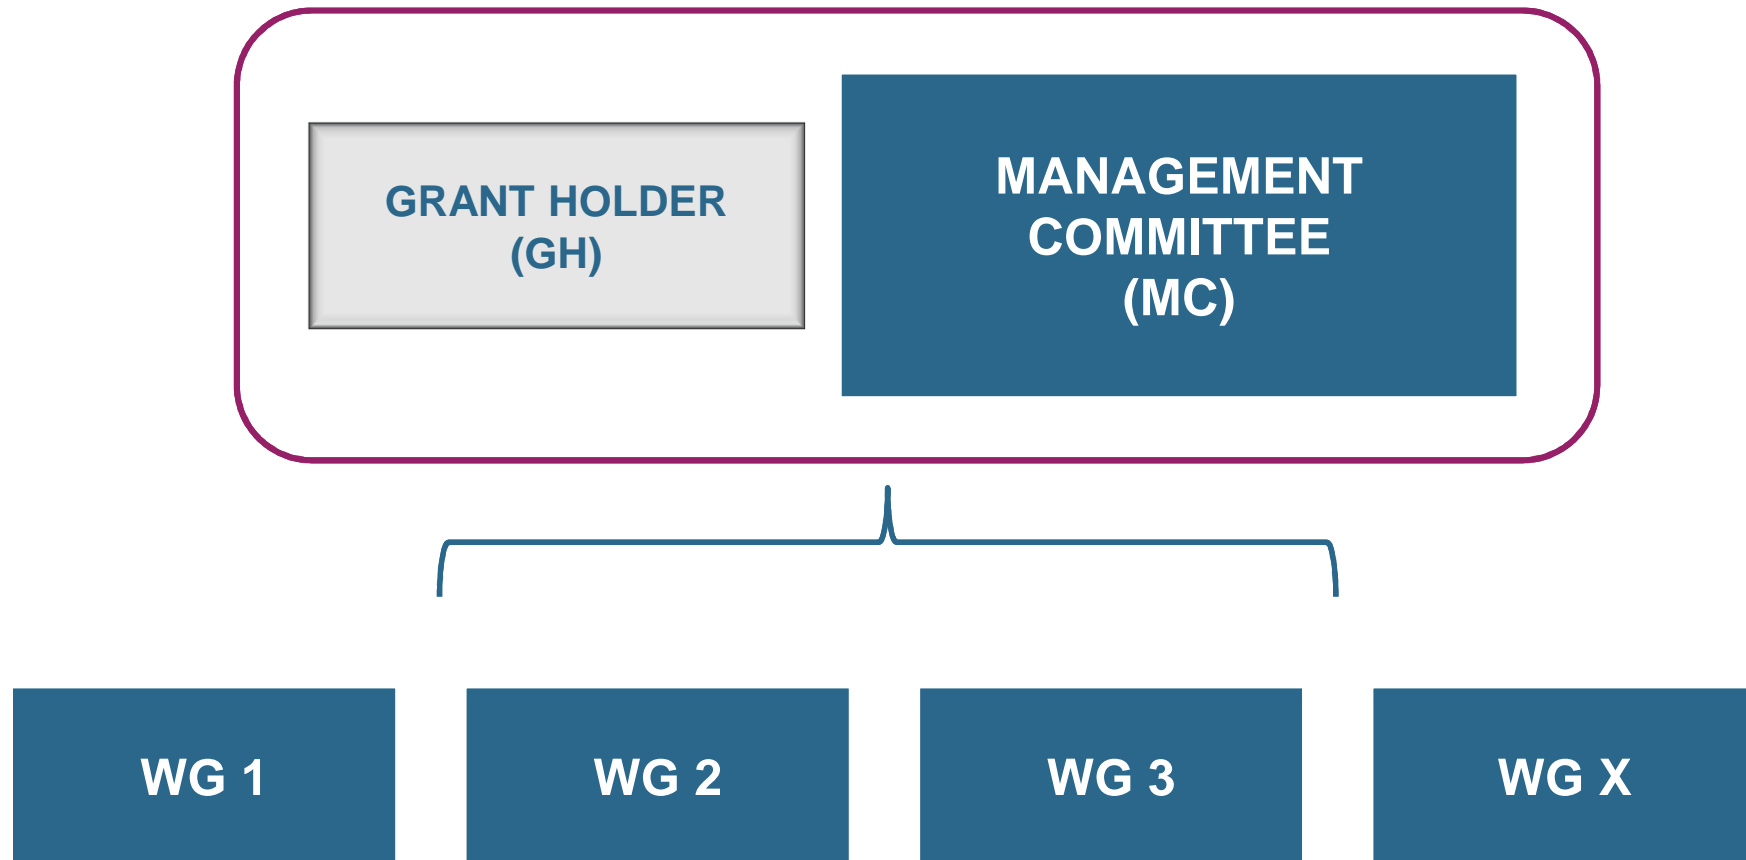 GRANT HOLDER
(GH)
MANAGEMENT
COMMITTEE
(MC)
WG 1
WG 2
WG 3
WG X